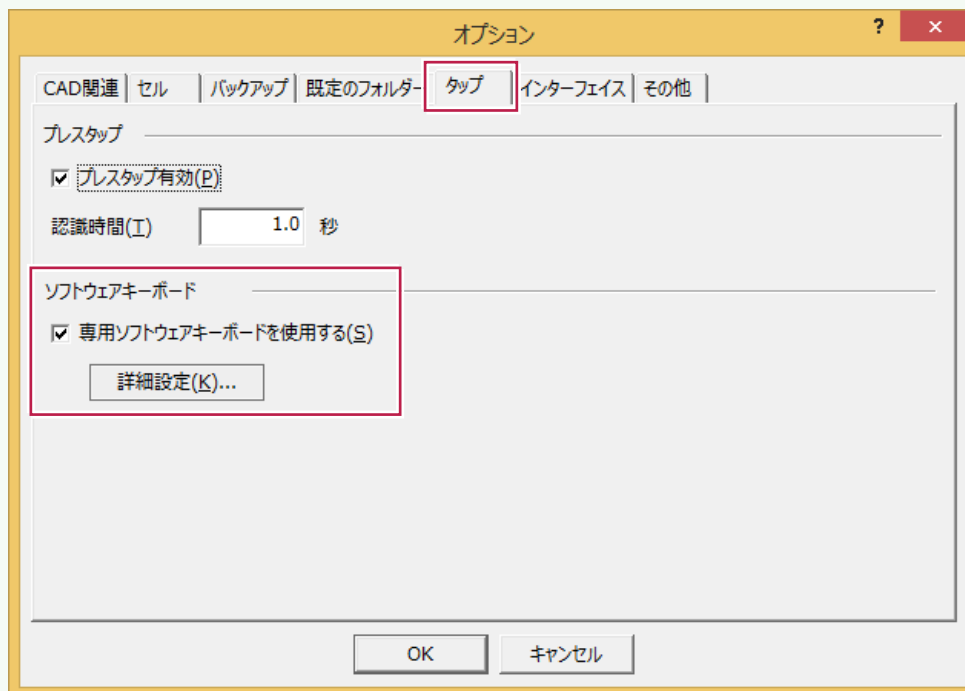 オプション
?
×
CAD関連 セル バックアップ 既定のフォルダー タップ インターフェイス その他
プレスタップ
プレスタップ有効(P)
認識時間(T) 1.0 秒
ソフトウェアキーボード
専用ソフトウェアキーボードを使用する(S)
詳細設定(K)...
OK キャンセル